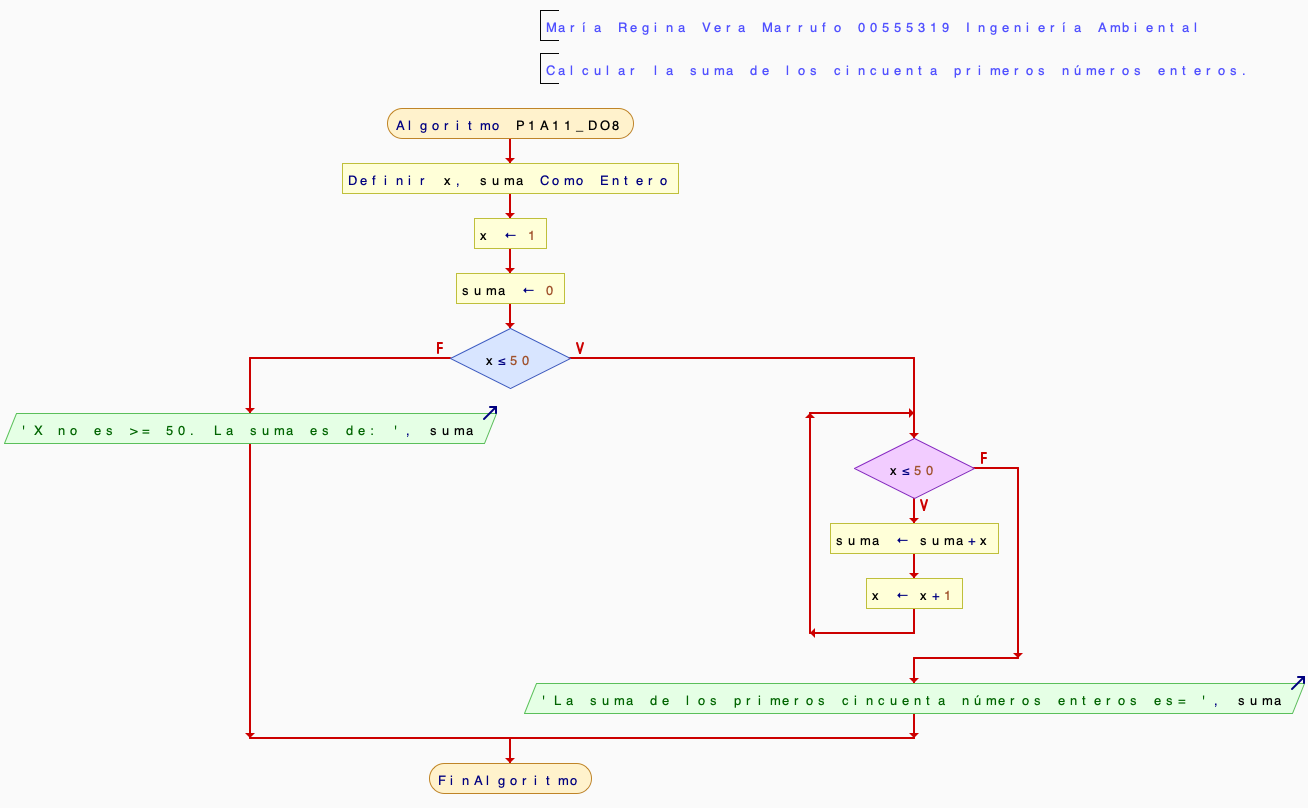 María Regina Vera Marrufo 00555319 Ingeniería Ambiental
Calcular la suma de los cincuenta primeros números enteros.
Algoritmo P1A11_DO8
Definir x, suma Como Entero
x ← 1
suma ← 0
F
V
x≤50
'X no es >= 50. La suma es de: ', suma
x≤50
F
V
suma ← suma+x
x ← x+1
'La suma de los primeros cincuenta números enteros es= ', suma
FinAlgoritmo